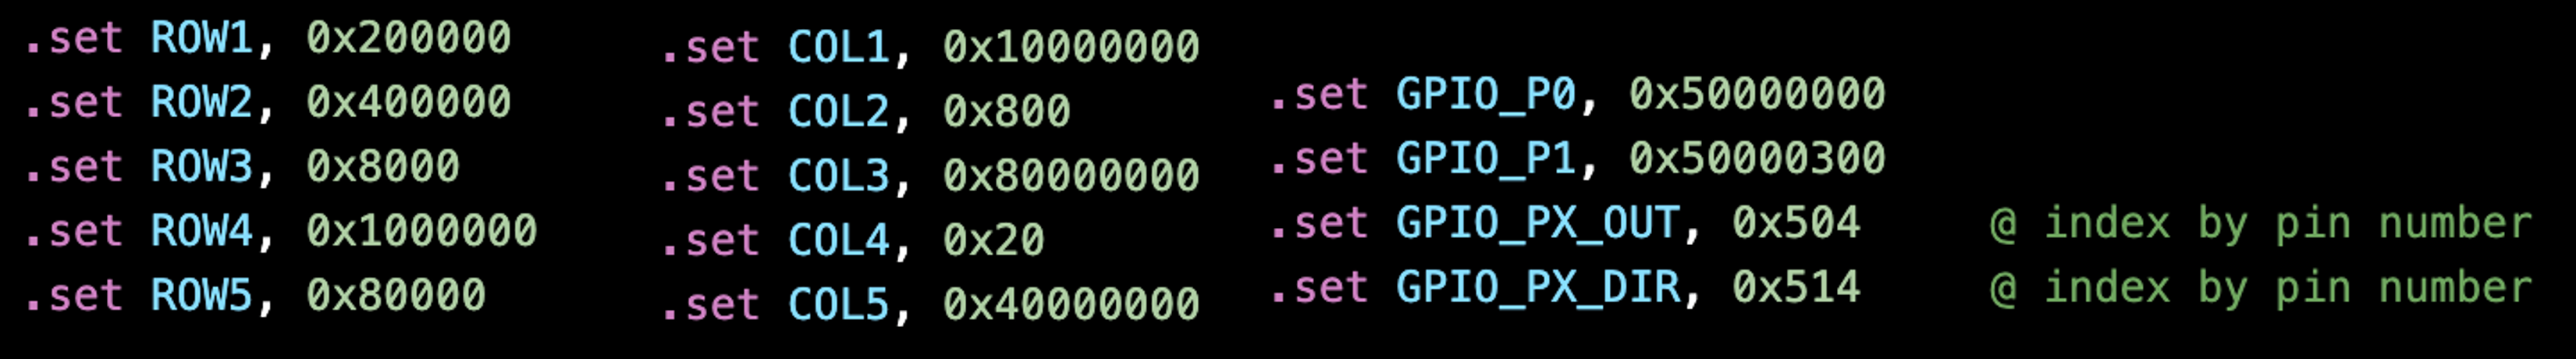 .set ROW1, 0x200000
.set ROW2, 0x400000
.set ROW3, 0x8000
.set ROW4, 0x1000000
.set ROW5, 0x80000
.set COL1, 0x10000000
.set COL2, 0x800
.set COL3, 0x80000000
.set COL4, 0x20
.set COL5, 0x40000000
.set GPIO_P0, 0x50000000
.set GPIO_P1, 0x50000300
.set GPIO_PX_OUT, 0x504 @ index by pin number
.set GPIO_PX_DIR, 0x514 @ index by pin number